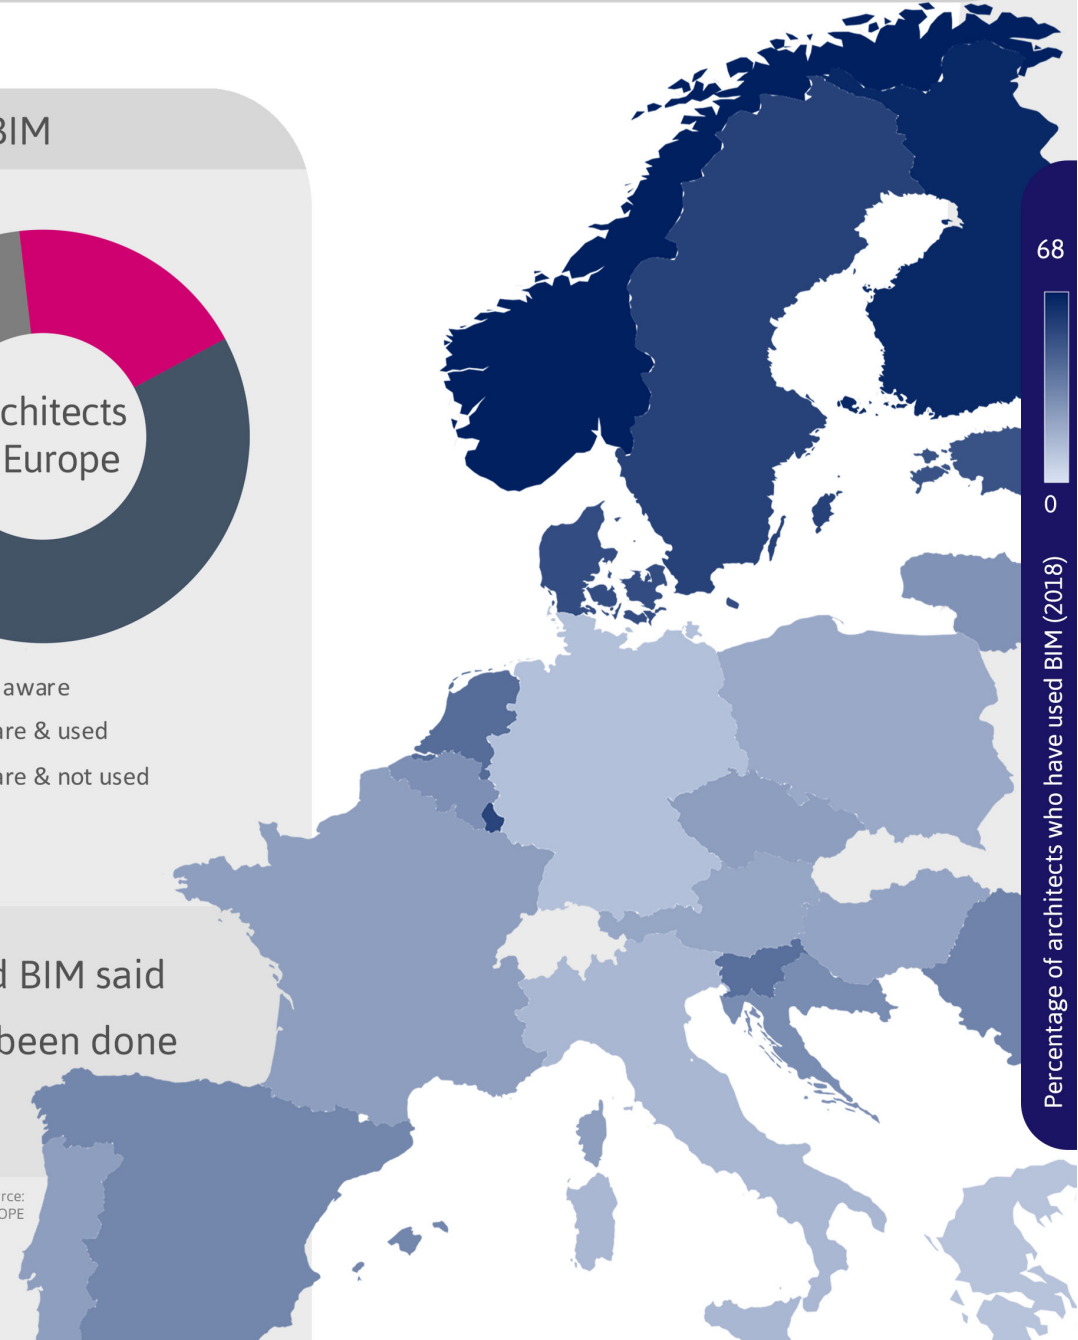 BIM
chitects
Europe
aware
are & used
are & not used
d BIM said
been done
rce:
OPE
68
0
Percentage of architects who have used BIM (2018)